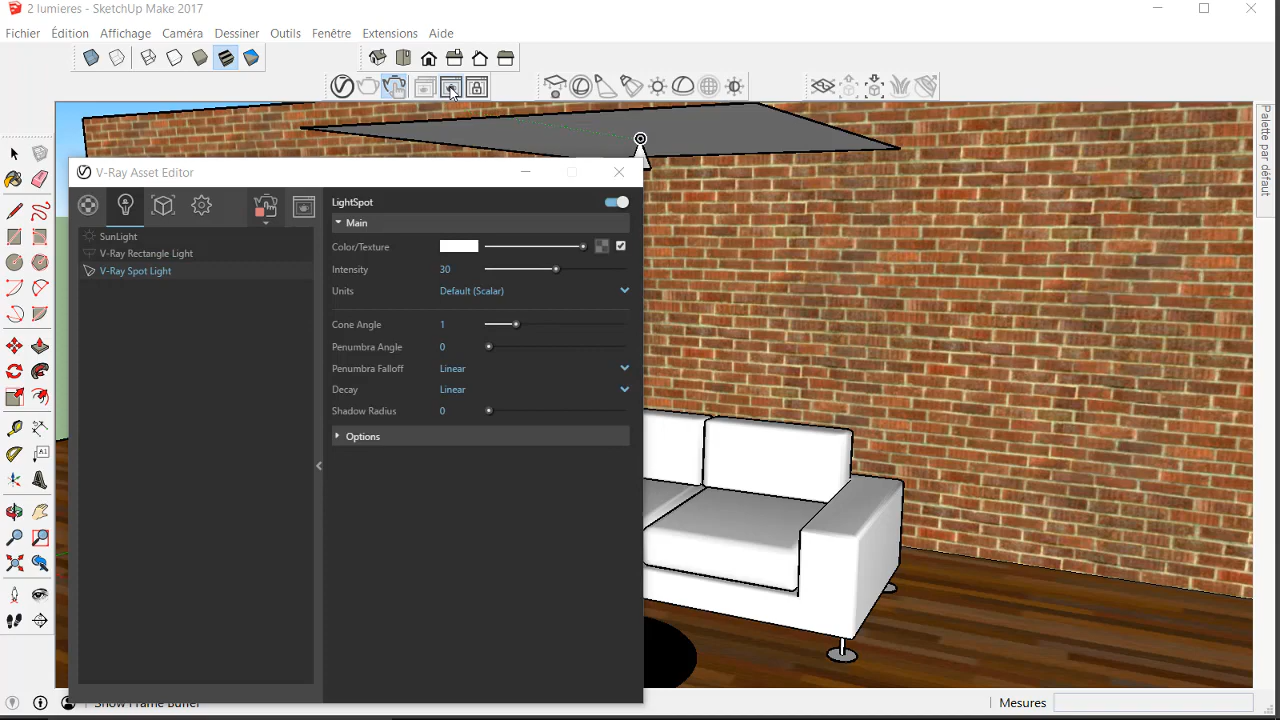 2 lumieres - SketchUp Make 2017
Fichier Édition Affichage Caméra Dessiner Outils Fenêtre Extensions Aide
Palette par défaut
V-Ray Asset Editor
LightSpot
Main
SunLight
Color/Texture
V-Ray Rectangle Light
V-Ray Spot Light
Intensity 30
Units Default (Scalar)
Cone Angle 1
Penumbra Angle 0
Penumbra Falloff Linear
Decay Linear
Shadow Radius 0
Options
A1
Show Frame Buffer
Mesures